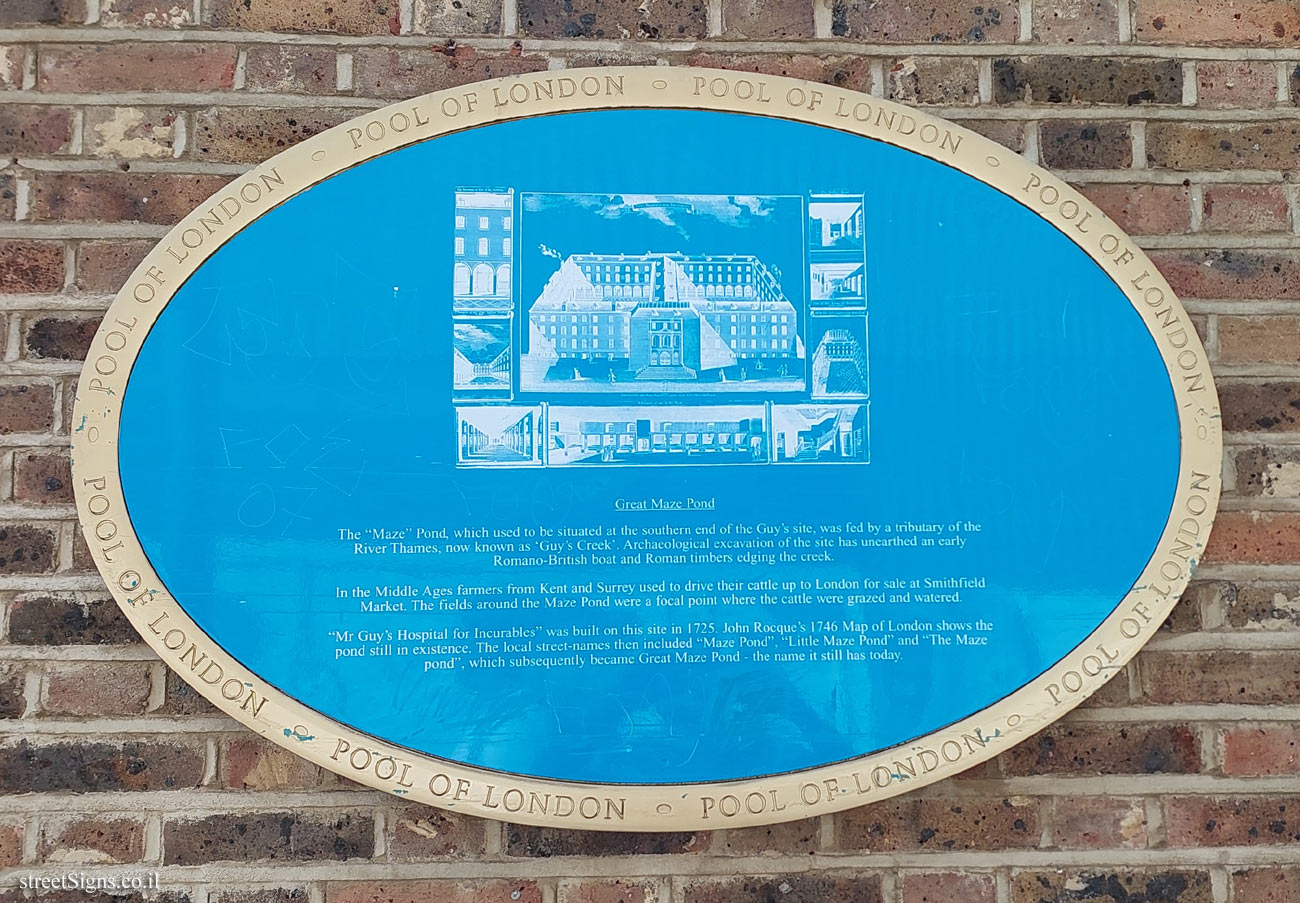 POOL OF LONDON
POOL OF LONDON
POOL OF LONDON
POOL OF LONDON
POOL OF LONDON
POOL OF LONDON
POOL OF LONDON
POOL OF LONDON
Great Maze Pond
The “Maze” Pond, which used to be situated at the southern end of the Guy's site, was fed by a tributary of the
River Thames, now known as ‘Guy's Creek’. Archaeological excavation of the site has unearthed an early
Romano-British boat and Roman timbers edging the creek.
In the Middle Ages farmers from Kent and Surrey used to drive their cattle up to London for sale at Smithfield
Market. The fields around the Maze Pond were a focal point where the cattle were grazed and watered.
“Mr Guy's Hospital for Incurables” was built on this site in 1725. John Rocque's 1746 Map of London shows the
pond still in existence. The local street-names then included “Maze Pond”, “Little Maze Pond” and “The Maze
pond”, which subsequently became Great Maze Pond - the name it still has today.
streetSigns.co.il